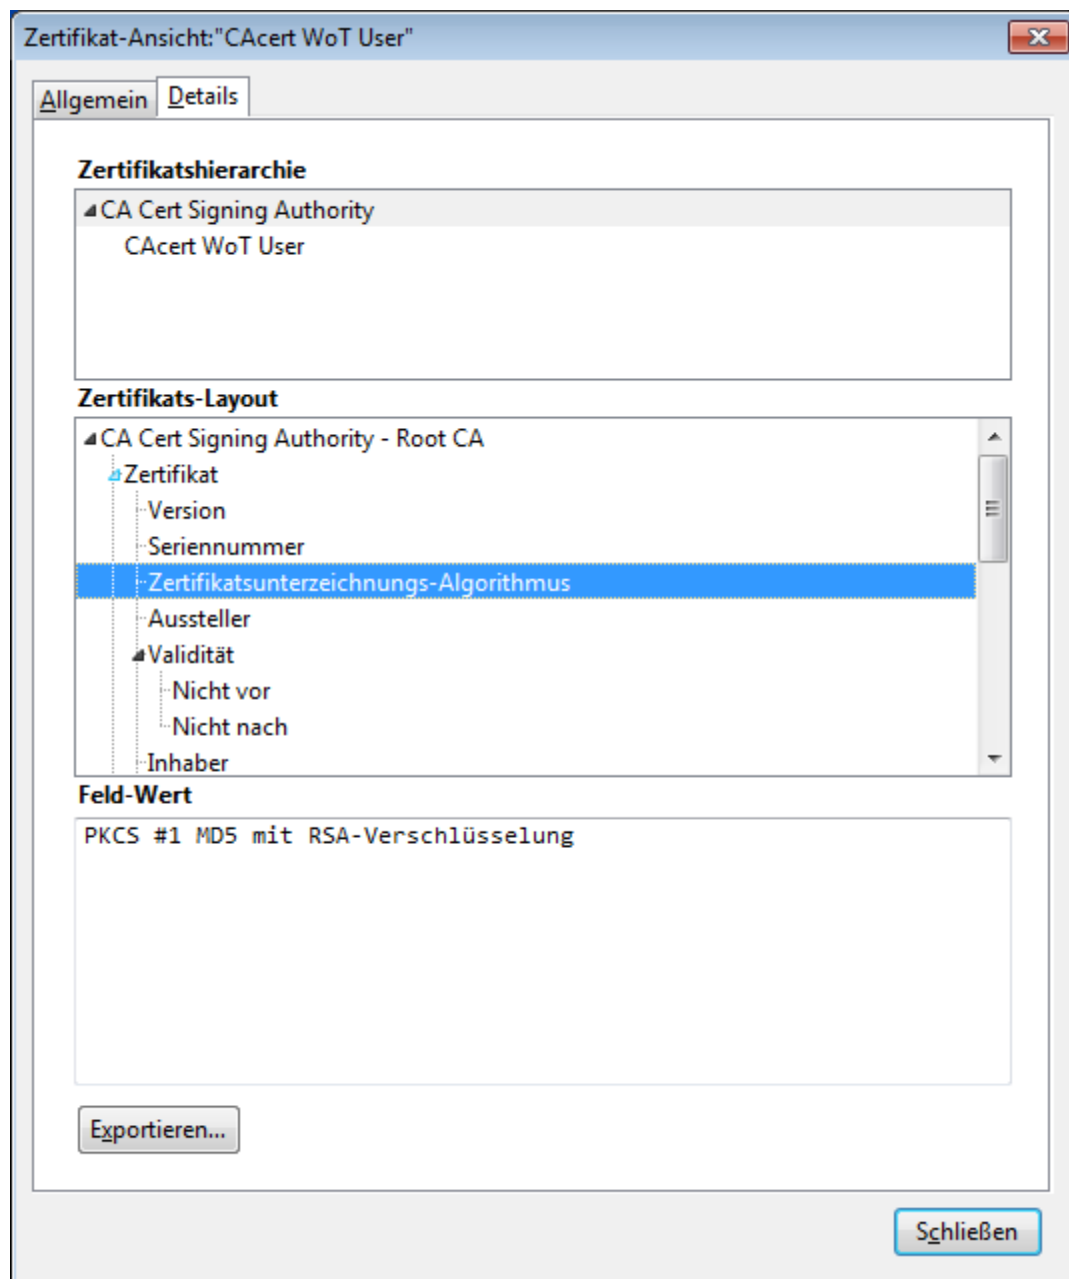 Zertifikat-Ansicht:"CAcert WoT User"
Allgemein Details
Zertifikatshierarchie
CA Cert Signing Authority
CAcert WoT User
Zertifikats-Layout
CA Cert Signing Authority - Root CA
Zertifikat
Version
Seriennummer
Zertifikatsunterzeichnungs-Algorithmus
Aussteller
Validität
Nicht vor
Nicht nach
Inhaber
Feld-Wert
PKCS #1 MD5 mit RSA-Verschlüsselung
Exportieren...
Schließen